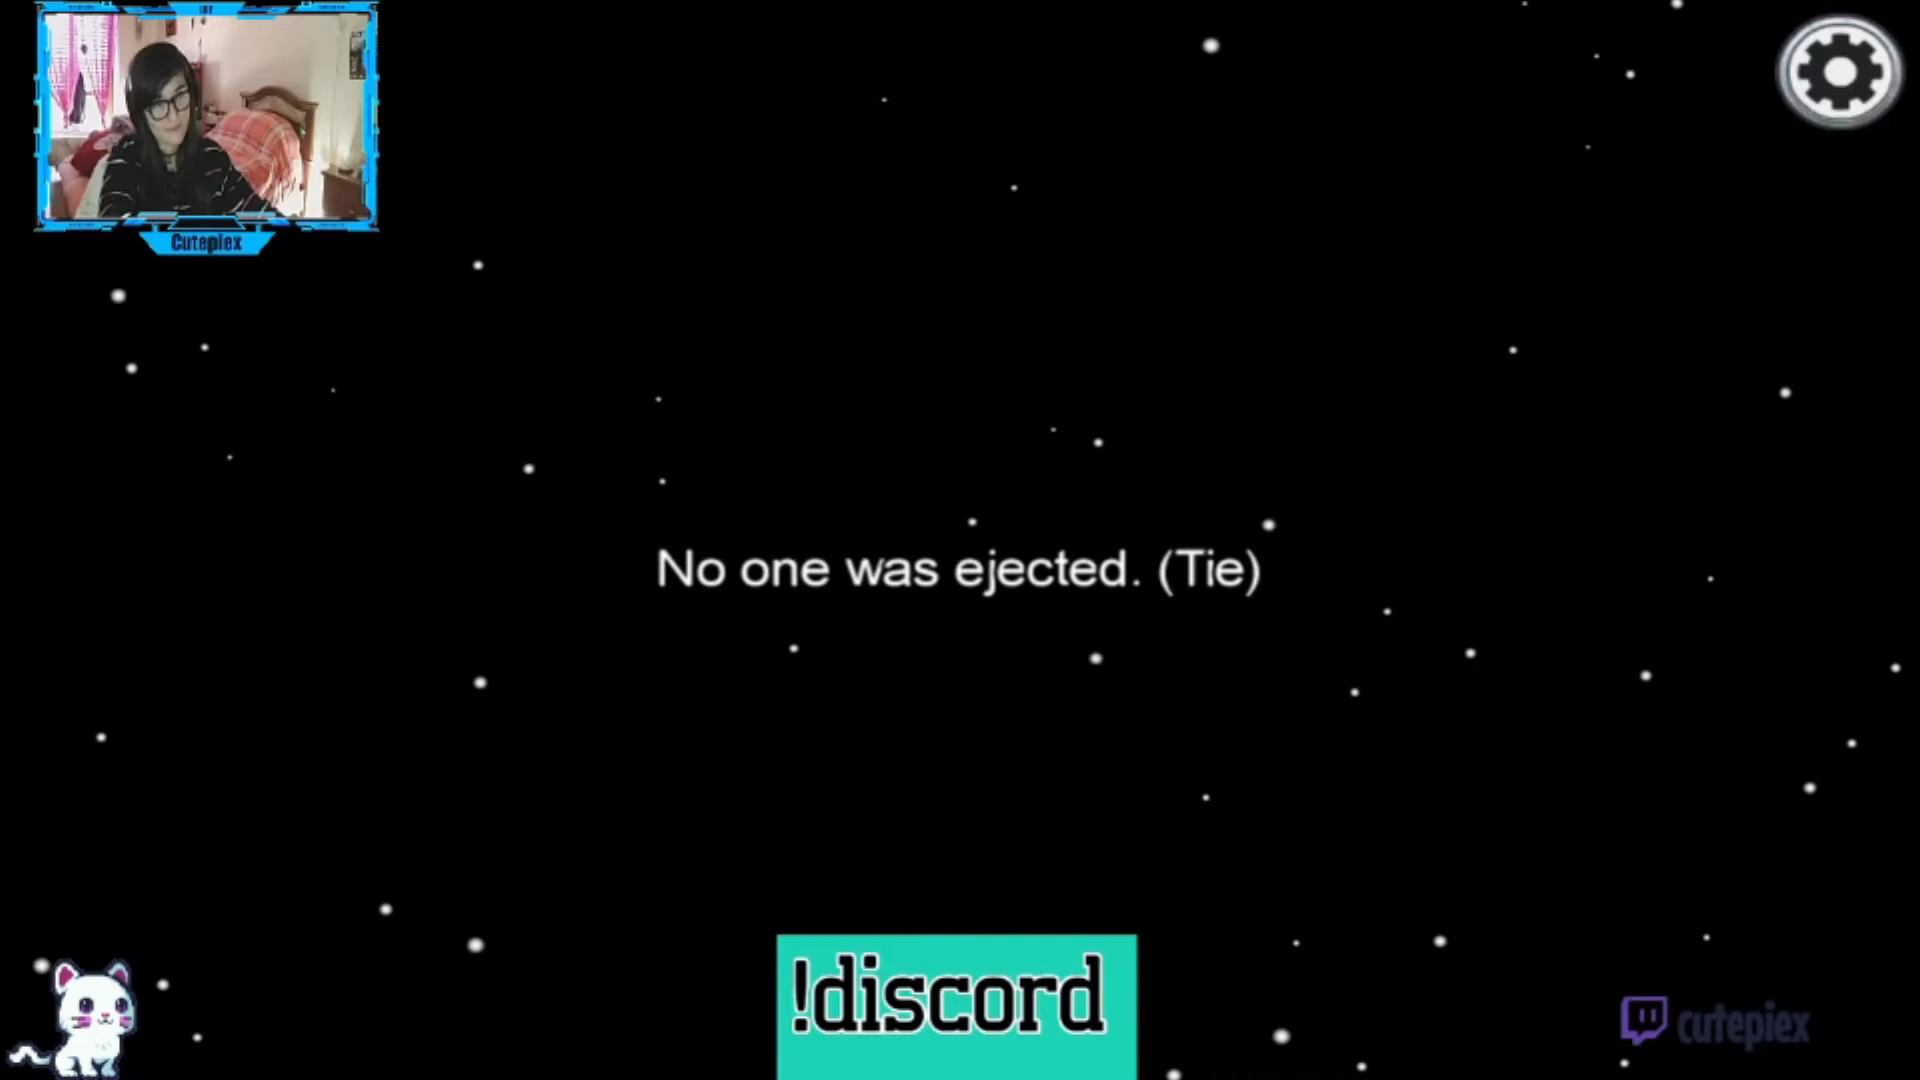 Cutepiex
No one was ejected. (Tie)
!discord
cutepiex